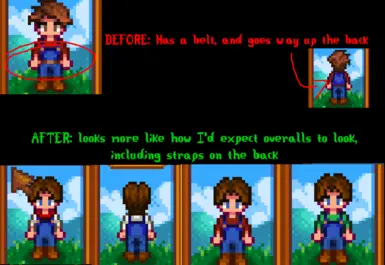 BEFORE: Has a belt, and goes way up the back
AFTER: looks more like how I'd expect overalls to look,
including straps on the back